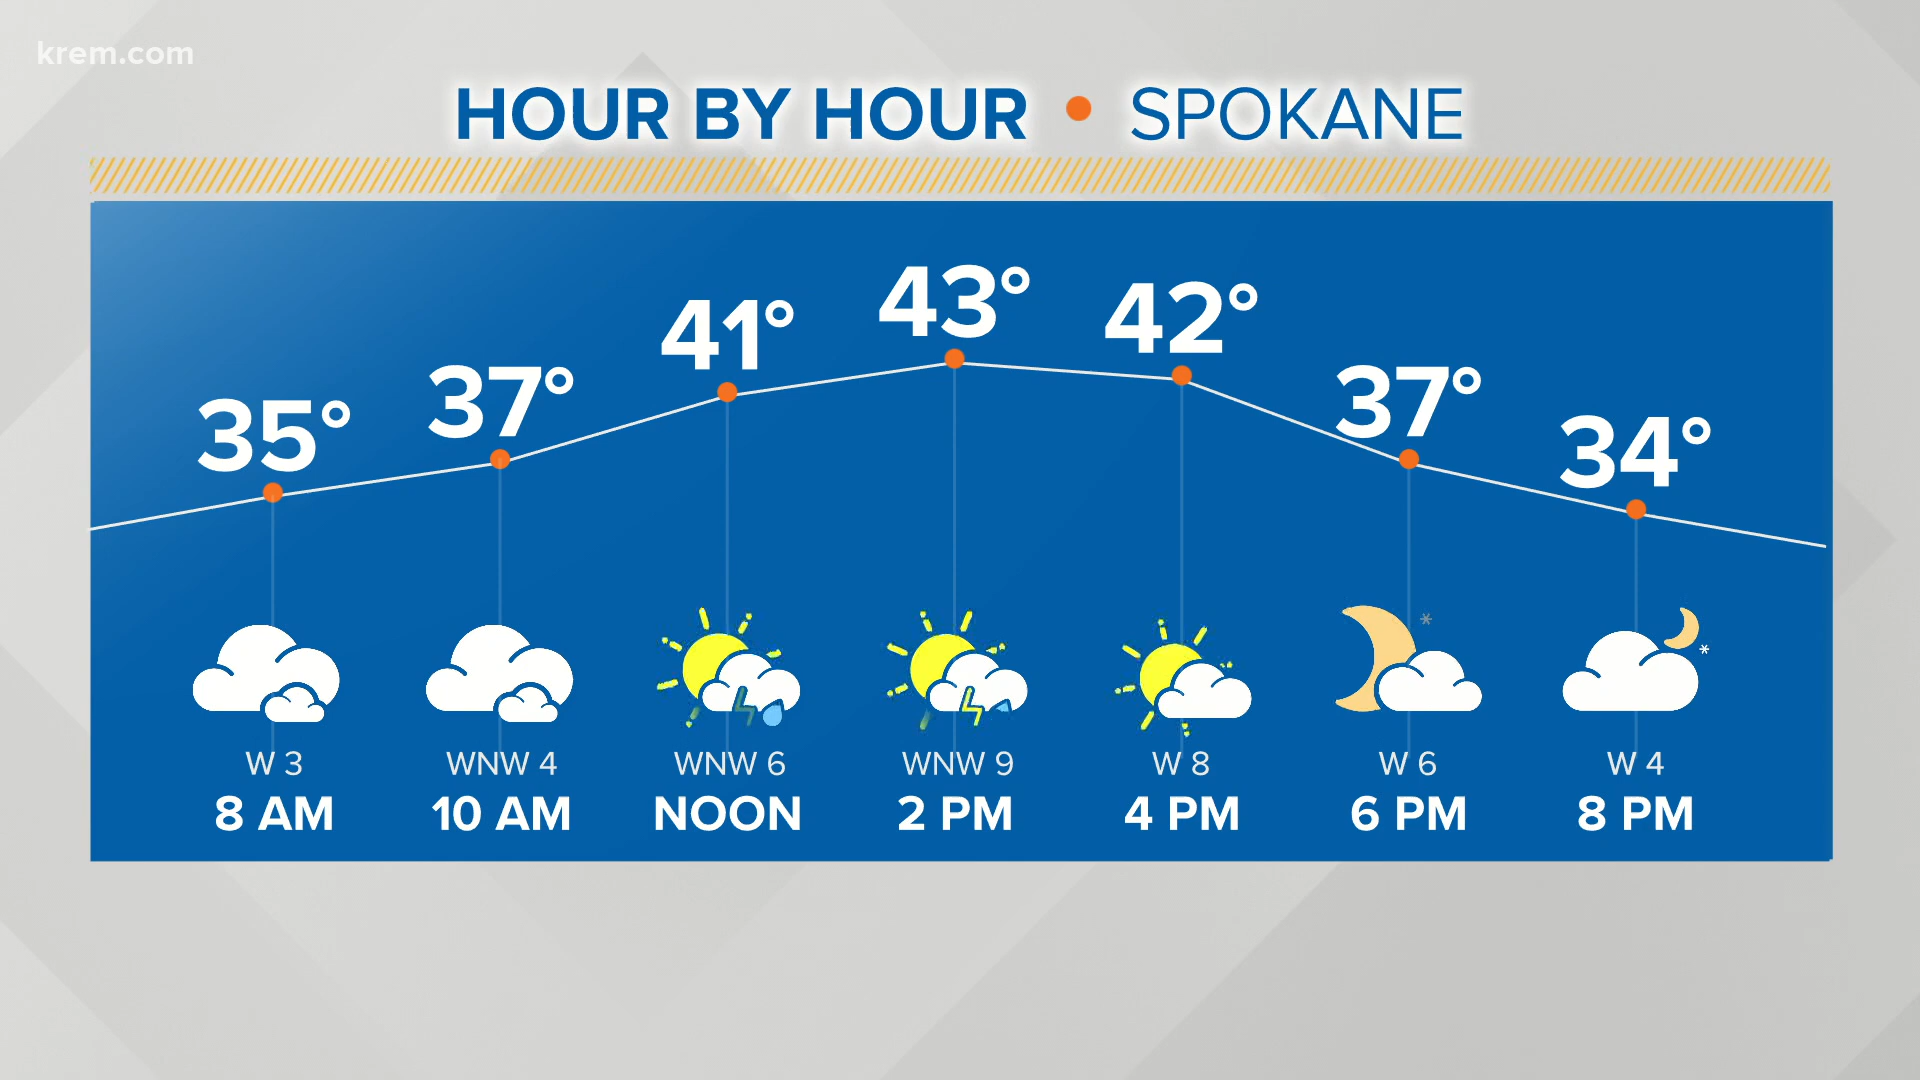 krem.com
HOUR BY HOUR • SPOKANE
35° 37° 41° 43° 42° 37° 34°
W 3 WNW 4 WNW 6 WNW 9 W 8 W 6 W 4
8 AM 10 AM NOON 2 PM 4 PM 6 PM 8 PM